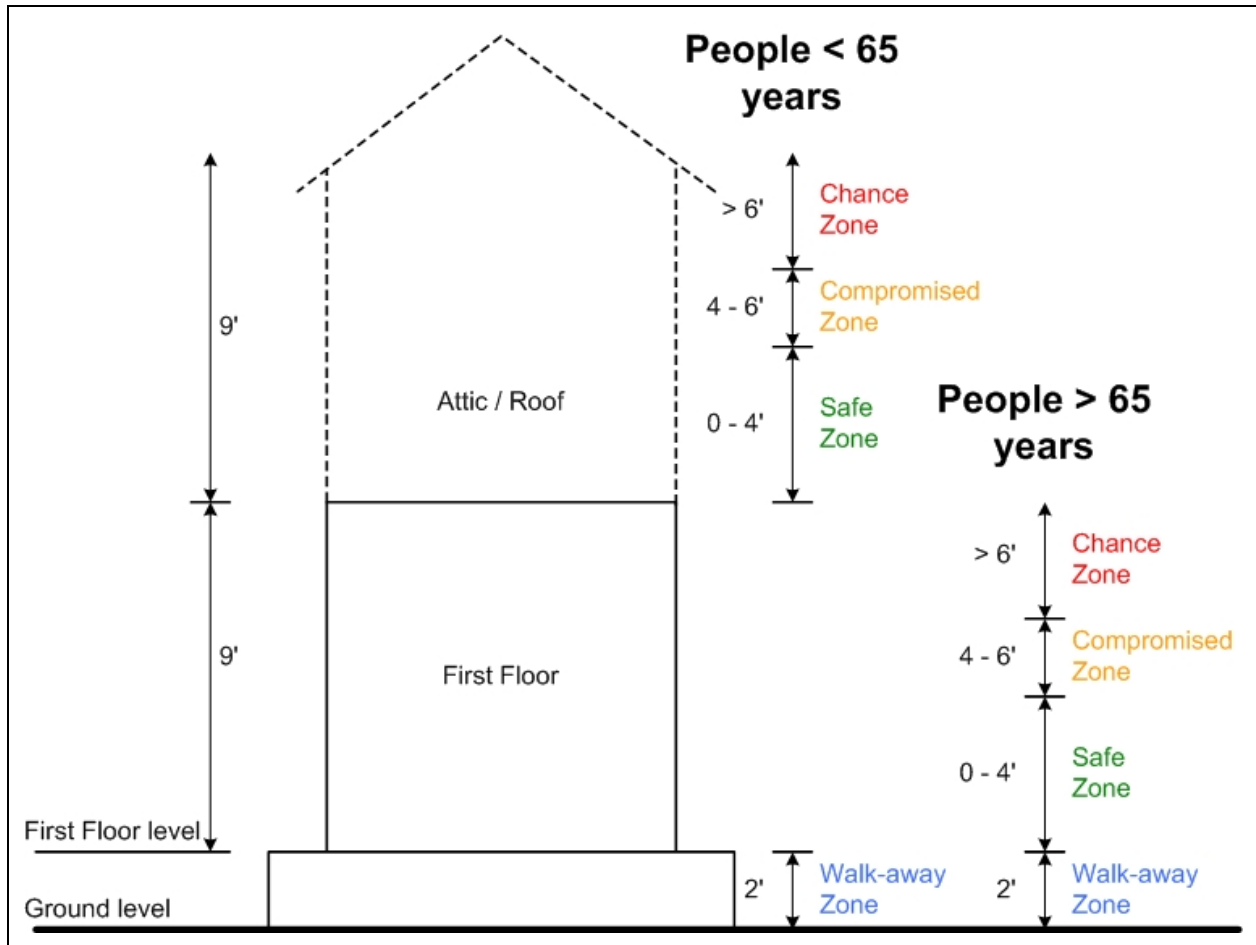 People < 65
years
> 6'
Chance
Zone
9'
4 - 6'
Compromised
Zone
Attic / Roof
0 - 4'
Safe
Zone
People > 65
years
> 6'
Chance
Zone
9'
First Floor
4 - 6'
Compromised
Zone
0 - 4'
Safe
Zone
First Floor level
2'
Walk-away
Zone
2'
Walk-away
Zone
Ground level